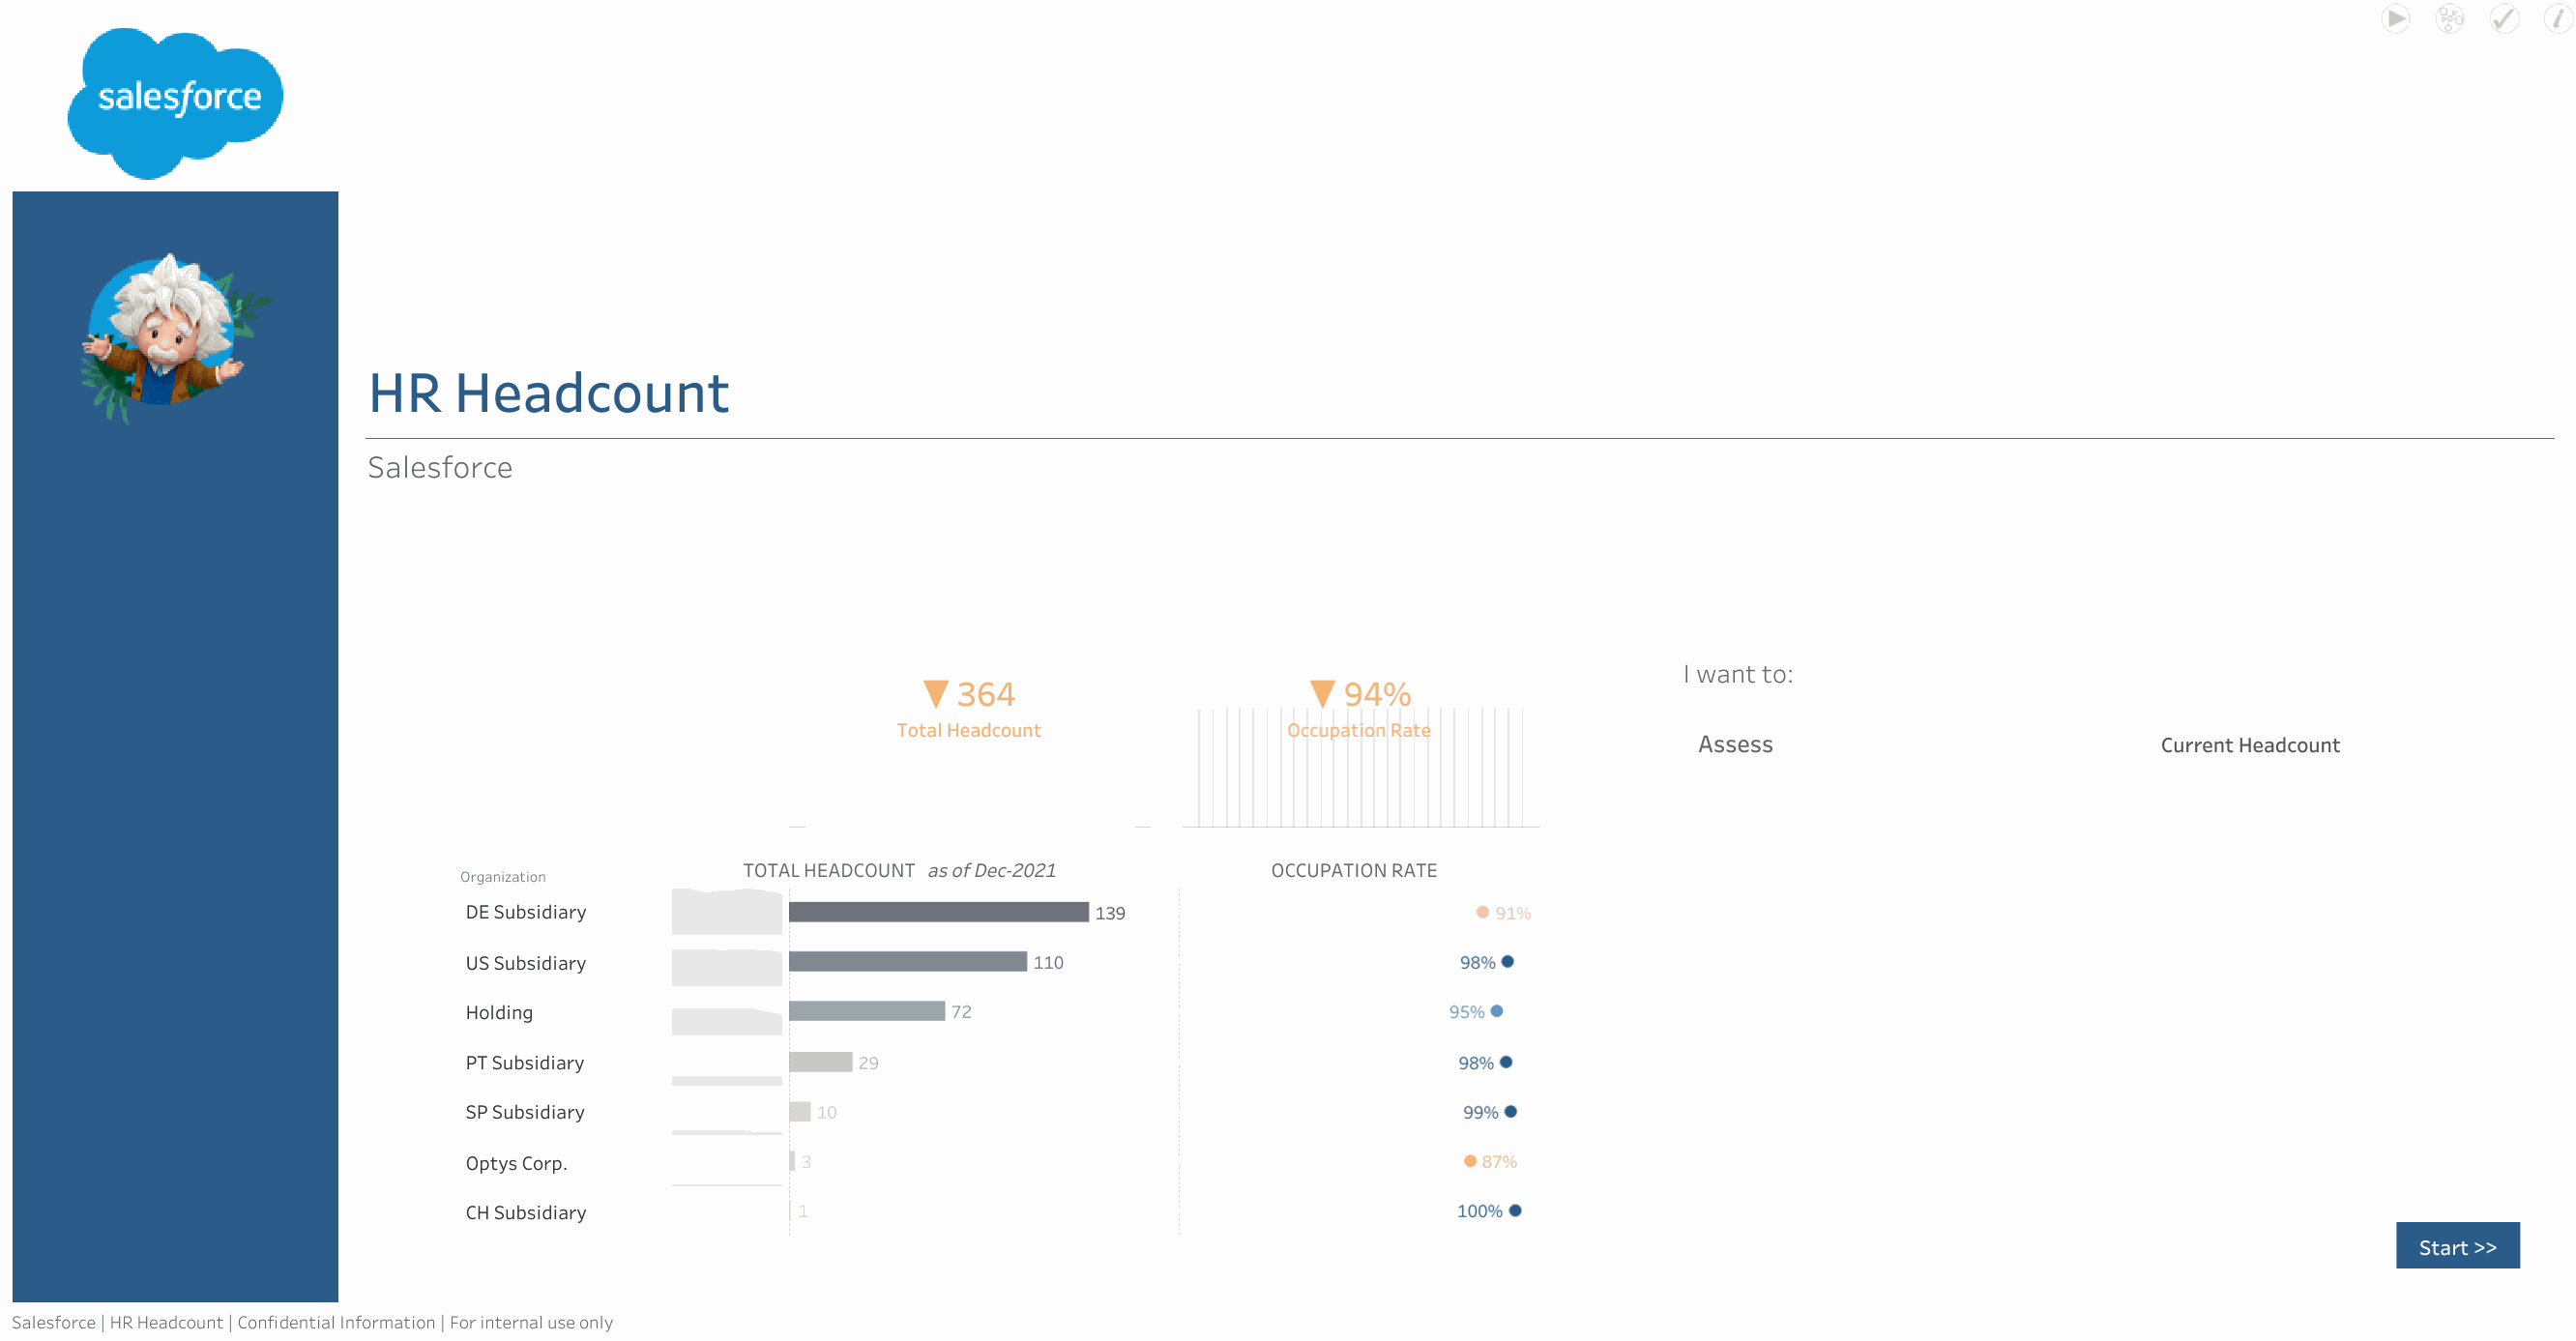 salesforce
HR Headcount
Salesforce
▼ 364
Total Headcount
▼ 94%
Occupation Rate
I want to:
Assess
Current Headcount
Organization
TOTAL HEADCOUNT as of Dec-2021
OCCUPATION RATE
DE Subsidiary 139 91%
US Subsidiary 110 98%
Holding 72 95%
PT Subsidiary 29 98%
SP Subsidiary 10 99%
Optys Corp. 3 87%
CH Subsidiary 1 100%
Start >>
Salesforce | HR Headcount | Confidential Information | For internal use only